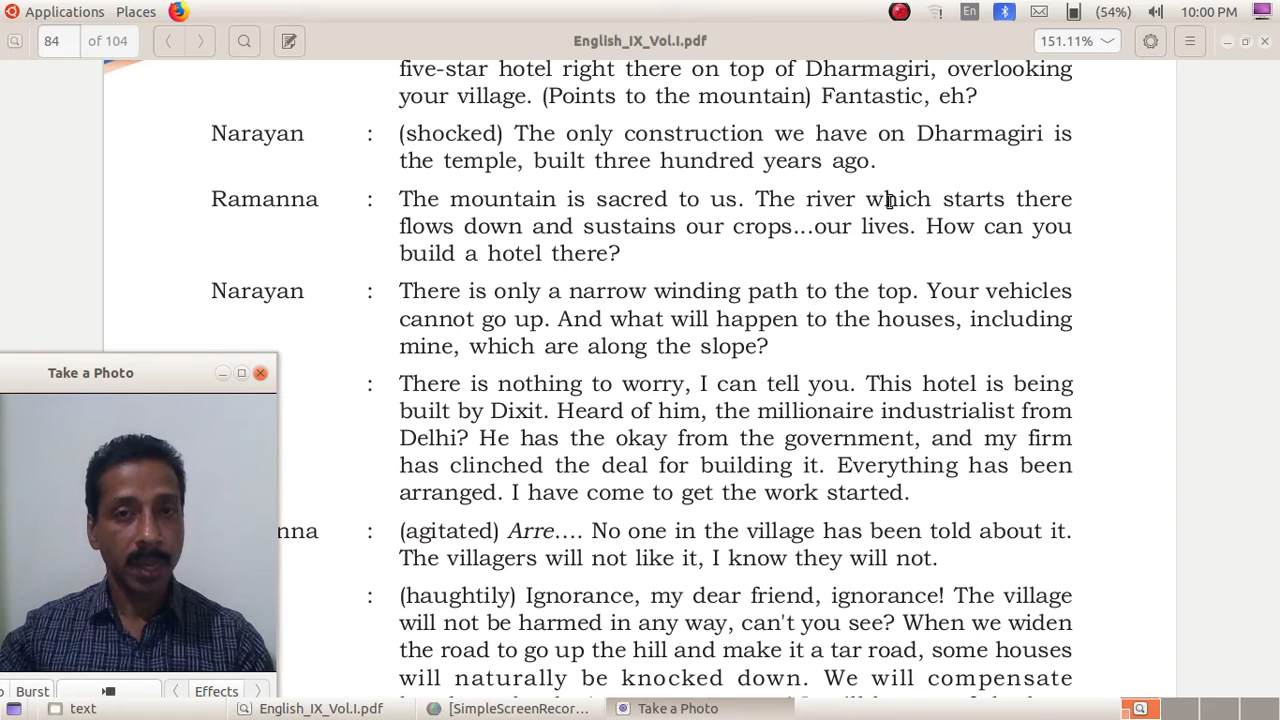 Applications Places En (54%) 10:00 PM
84 of 104 English_IX_Vol.I.pdf 151.11%
five-star hotel right there on top of Dharmagiri, overlooking
your village. (Points to the mountain) Fantastic, eh?
Narayan : (shocked) The only construction we have on Dharmagiri is
the temple, built three hundred years ago.
Ramanna : The mountain is sacred to us. The river which starts there
flows down and sustains our crops...our lives. How can you
build a hotel there?
Narayan : There is only a narrow winding path to the top. Your vehicles
cannot go up. And what will happen to the houses, including
mine, which are along the slope?
Take a Photo
: There is nothing to worry, I can tell you. This hotel is being
built by Dixit. Heard of him, the millionaire industrialist from
Delhi? He has the okay from the government, and my firm
has clinched the deal for building it. Everything has been
arranged. I have come to get the work started.
nna : (agitated) Arre.... No one in the village has been told about it.
The villagers will not like it, I know they will not.
: (haughtily) Ignorance, my dear friend, ignorance! The village
will not be harmed in any way, can't you see? When we widen
the road to go up the hill and make it a tar road, some houses
will naturally be knocked down. We will compensate
o Burst Effects
text English_IX_Vol.I.pdf [SimpleScreenRecor... Take a Photo